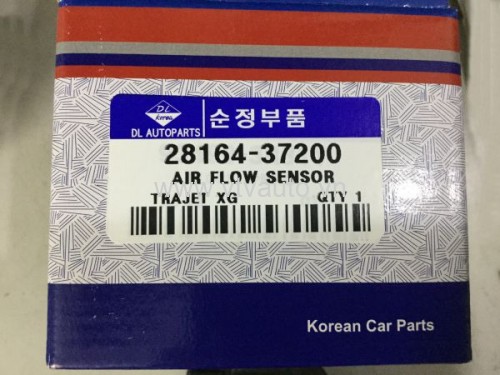 DL
Korea
DL AUTOPARTS
순정부품
28164-37200
AIR FLOW SENSOR
TRAJET XG QTY 1
Korean Car Parts